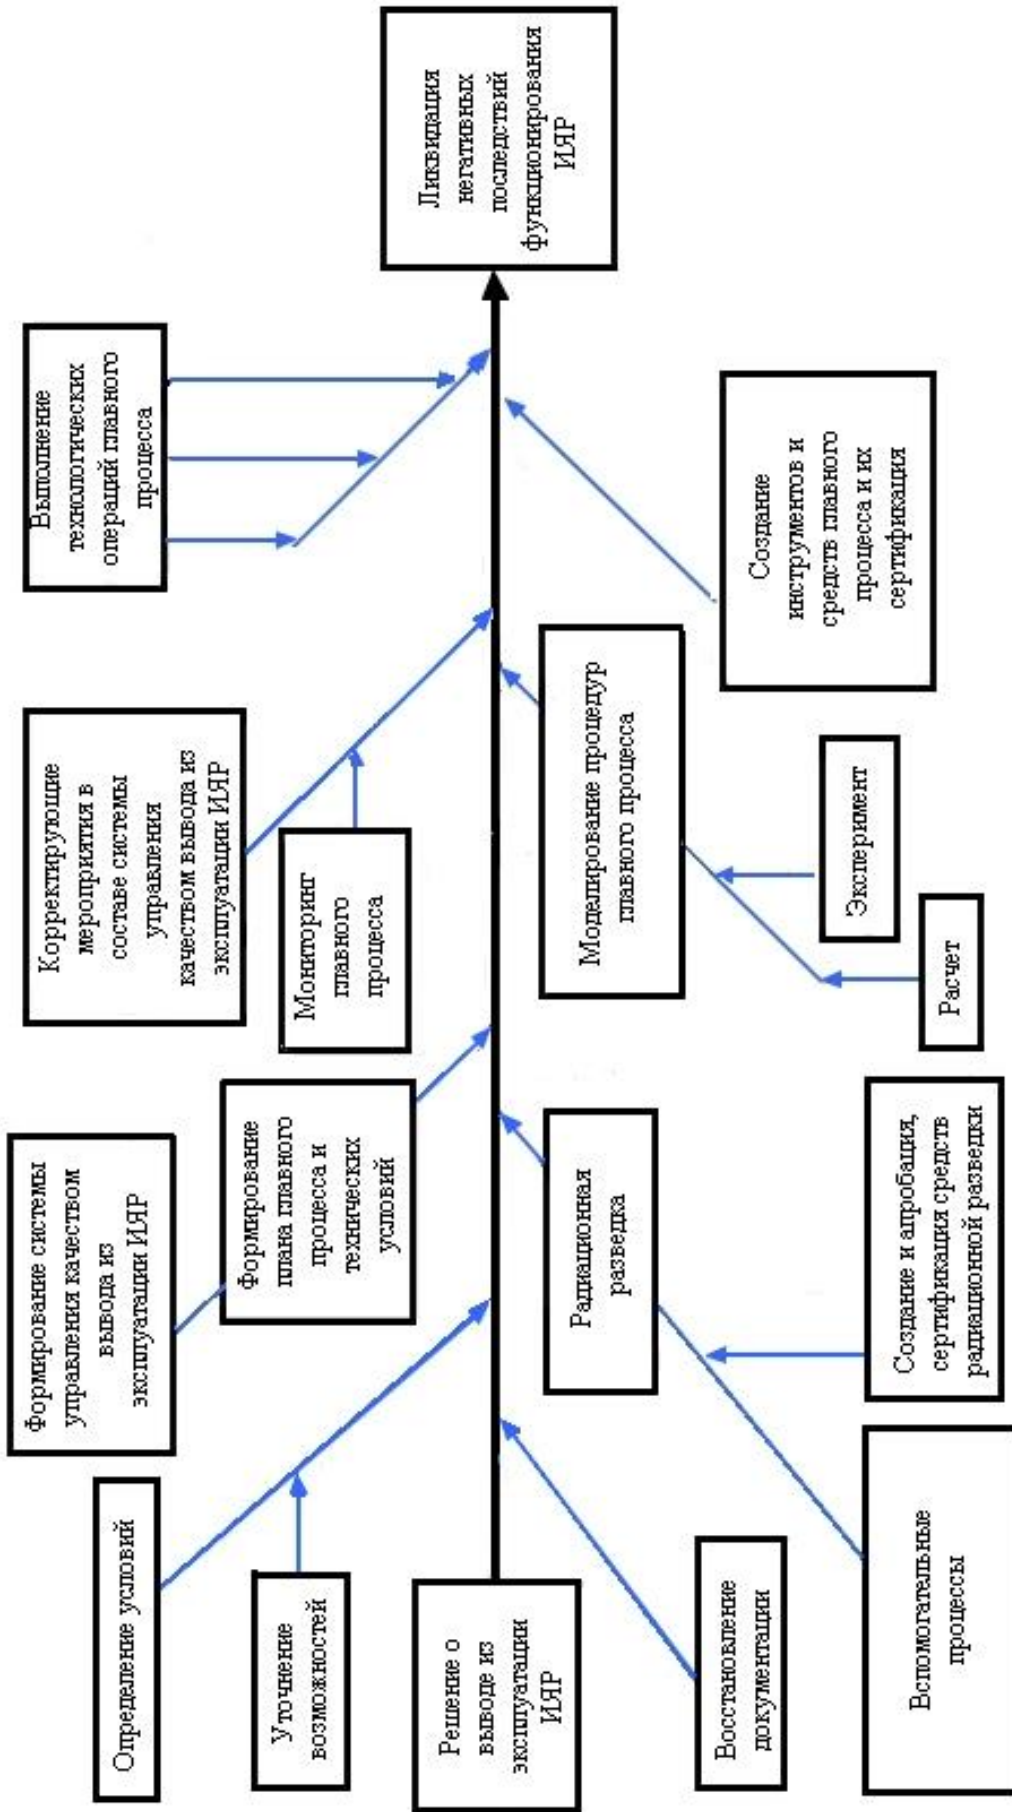 Определение условий
Уточнение
возможностей
Решение о
выводе из
эксплуатации
ИЯР
Восстановление
документации
Вспомогательные
процессы
Формирование системы
управления качеством
вывода из
эксплуатации ИЯР
Формирование
плана главного
процесса и
технических
условий
Радиационная
разведка
Создание и апробация,
сертификация средств
радиационной разведки
Корректирующие
мероприятия в
составе системы
управления
качеством вывода из
эксплуатации ИЯР
Мониторинг
главного
процесса
Моделирование процедур
главного процесса
Эксперимент
Расчет
Выполнение
технологических
операций главного
процесса
Создание
инструментов и
средств главного
процесса и их
сертификация
Ликвидация
негативных
последствий
функционирования
ИЯР